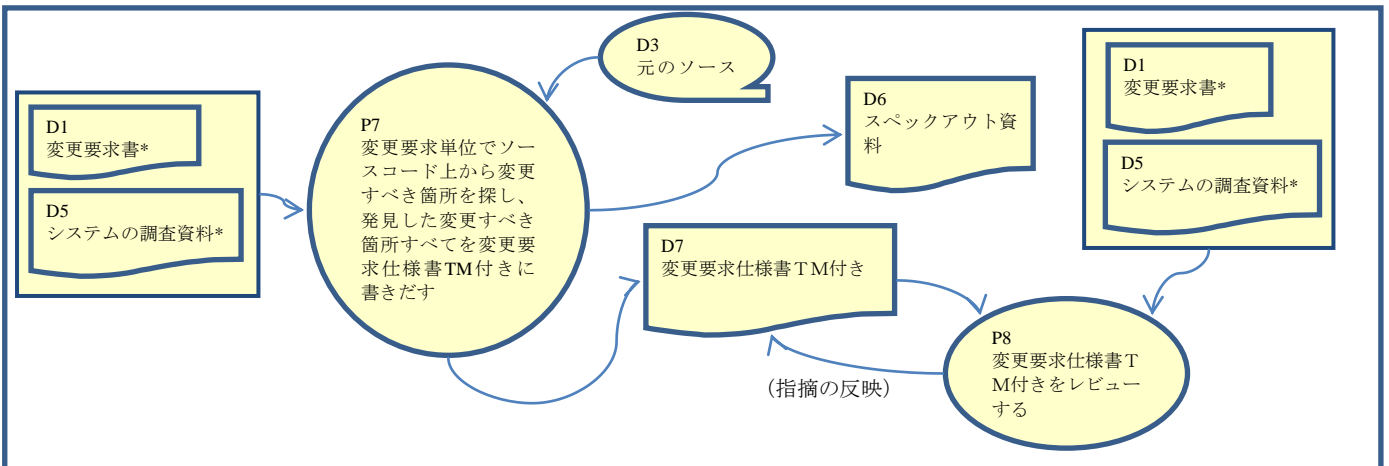 D1
変更要求書*
D5
システムの調査資料*
P7
変更要求単位でソー
スコード上から変更
すべき箇所を探し、
発見した変更すべき
箇所すべてを変更要
求仕様書TM付きに
書きだす
D3
元のソース
D6
スペックアウト資
料
D7
変更要求仕様書ＴＭ付き
D1
変更要求書*
D5
システムの調査資料*
P8
変更要求仕様書Ｔ
Ｍ付きをレビュー
する
（指摘の反映）